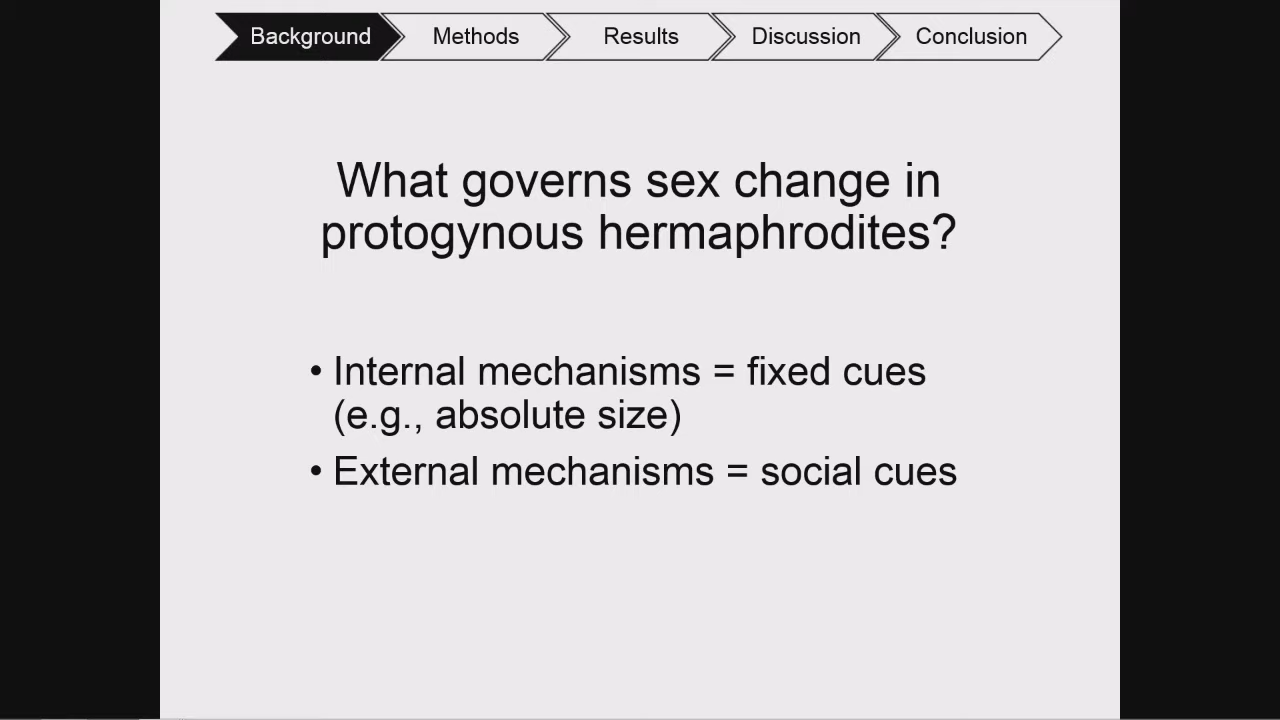 Background Methods Results Discussion Conclusion
What governs sex change in
protogynous hermaphrodites?
• Internal mechanisms = fixed cues
(e.g., absolute size)
• External mechanisms = social cues